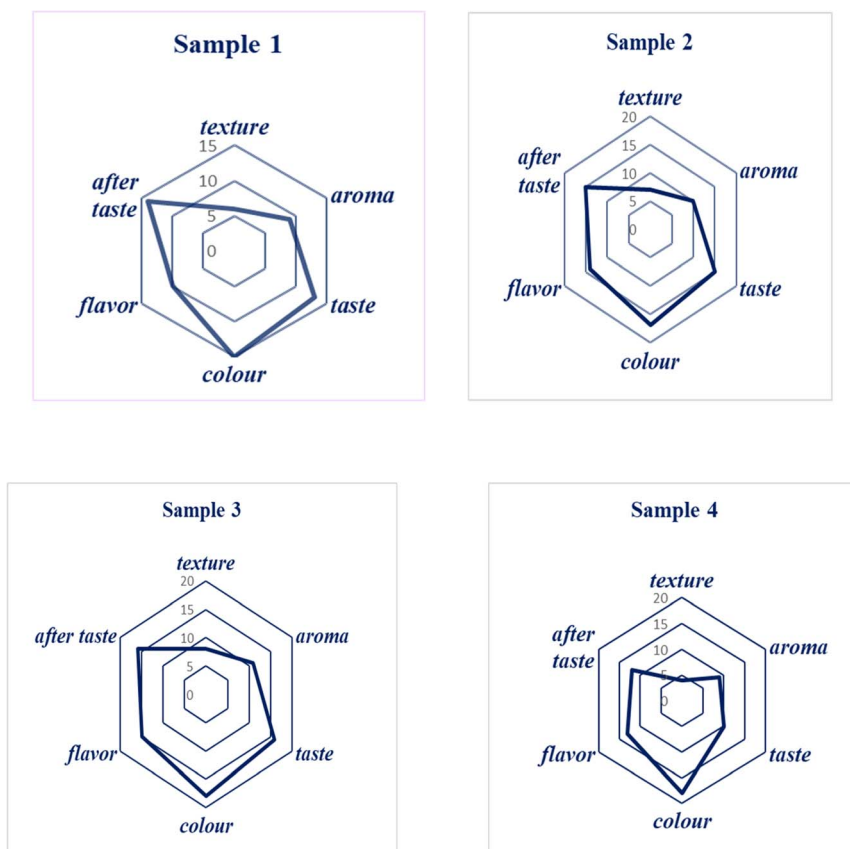 Sample 1
texture
15
after
taste
10
aroma
5
0
flavor
taste
colour
Sample 2
texture
20
after
taste
15
10
aroma
5
0
flavor
taste
colour
Sample 3
texture
20
after taste
15
aroma
10
5
0
flavor
taste
colour
Sample 4
texture
20
after
taste
15
aroma
10
5
0
flavor
taste
colour